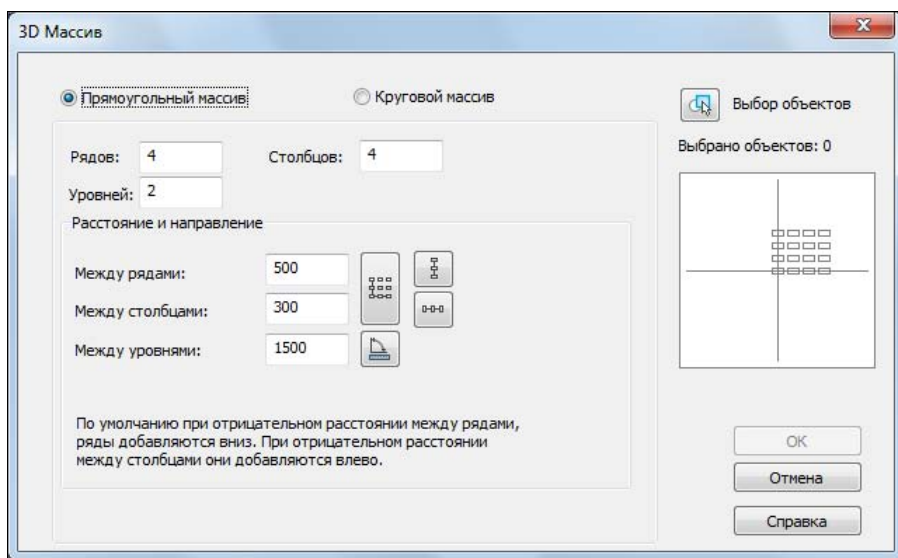 3D Массив
Прямоугольный массив
Круговой массив
Выбор объектов
Выбрано объектов: 0
Рядов: 4
Столбцов: 4
Уровней: 2
Расстояние и направление
Между рядами: 500
Между столбцами: 300
Между уровнями: 1500
По умолчанию при отрицательном расстоянии между рядами,
ряды добавляются вниз. При отрицательном расстоянии
между столбцами они добавляются влево.
OK
Отмена
Справка